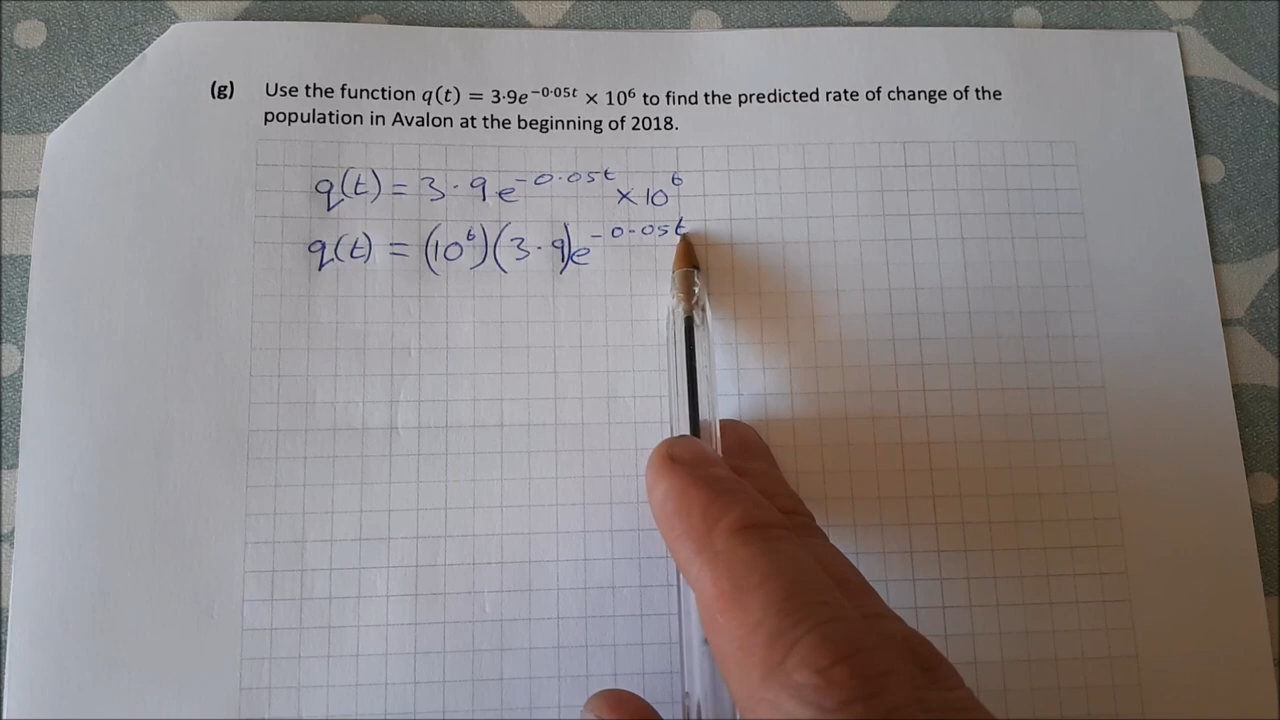 (g) Use the function q(t) = 3·9e^−0·05t × 10^6 to find the predicted rate of change of the
population in Avalon at the beginning of 2018.
q(t) = 3·9e^−0.05t × 10^6
q(t) = (10^6)(3·9)e^−0.05t